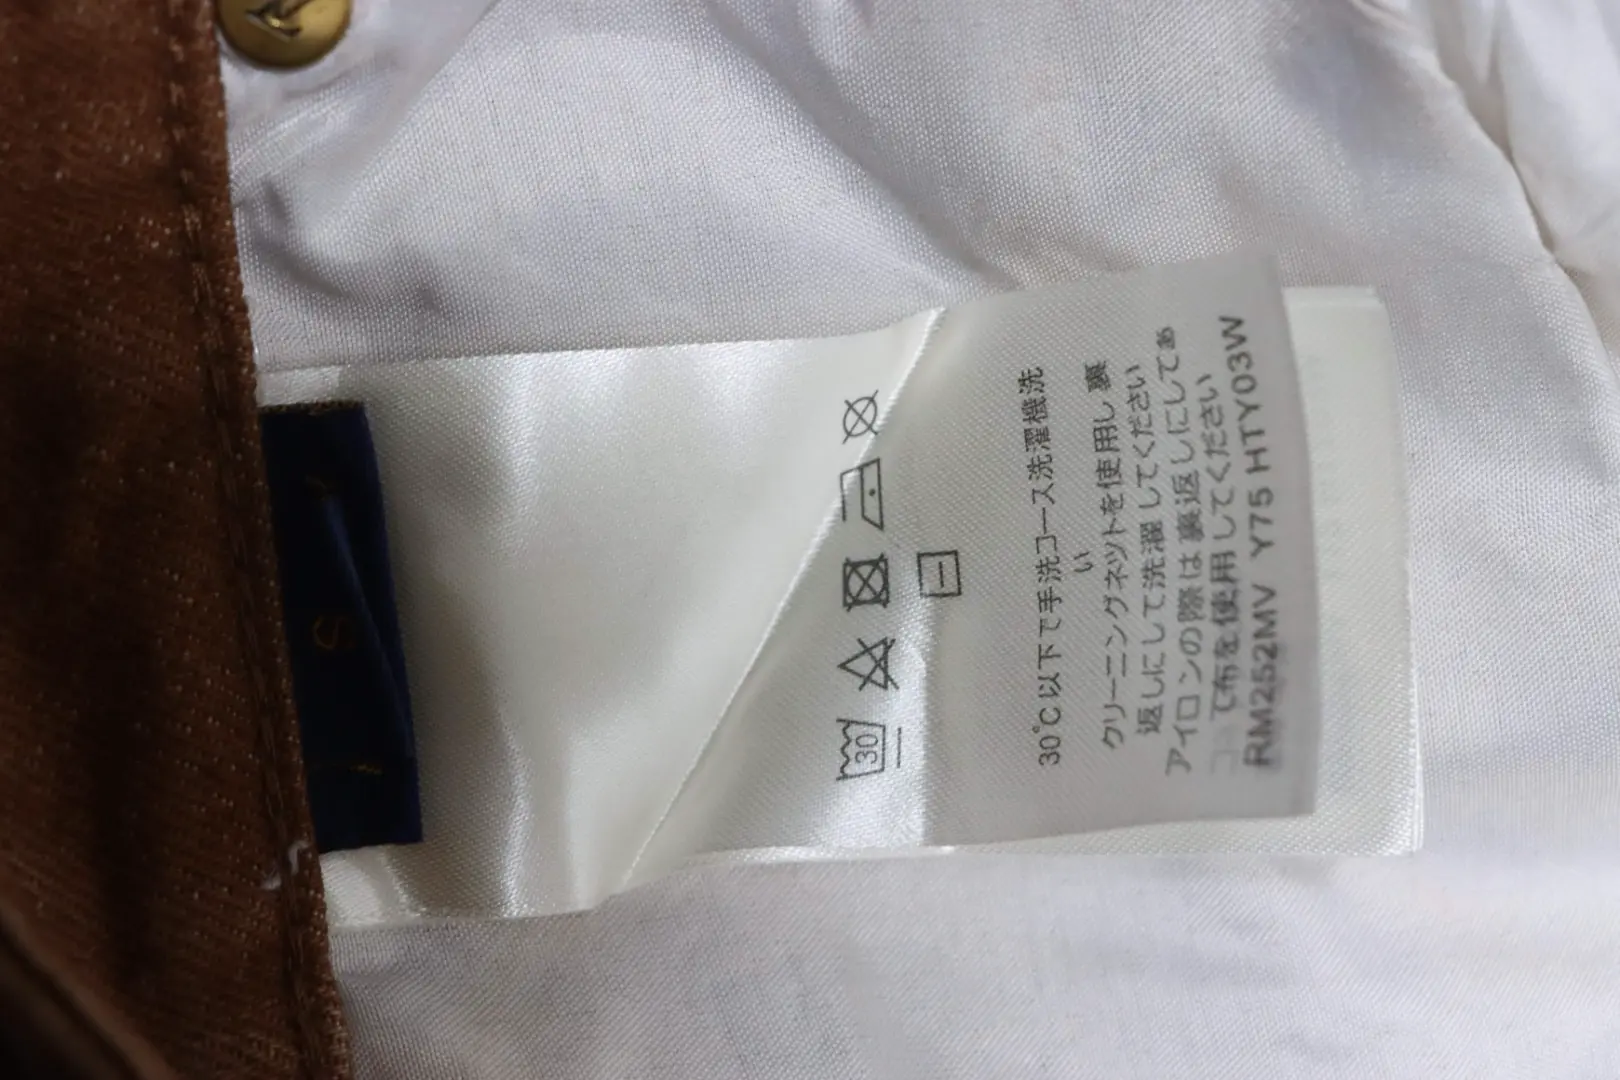 30
30℃以下で手洗コース洗濯機洗
い
クリーニングネットを使用し 裏
返しにして洗濯してください
アイロンの際は裏返しにしてあ
て布を使用してください
RM252MV Y75 HTY03W
S